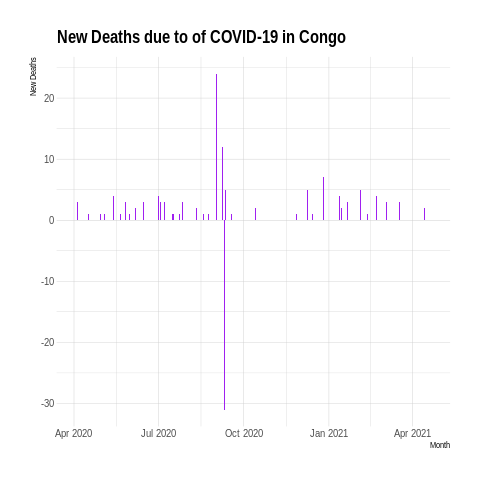 New Deaths due to of COVID-19 in Congo
New Deaths
20
10
0
-10
-20
-30
Apr 2020 Jul 2020 Oct 2020 Jan 2021 Apr 2021
Month